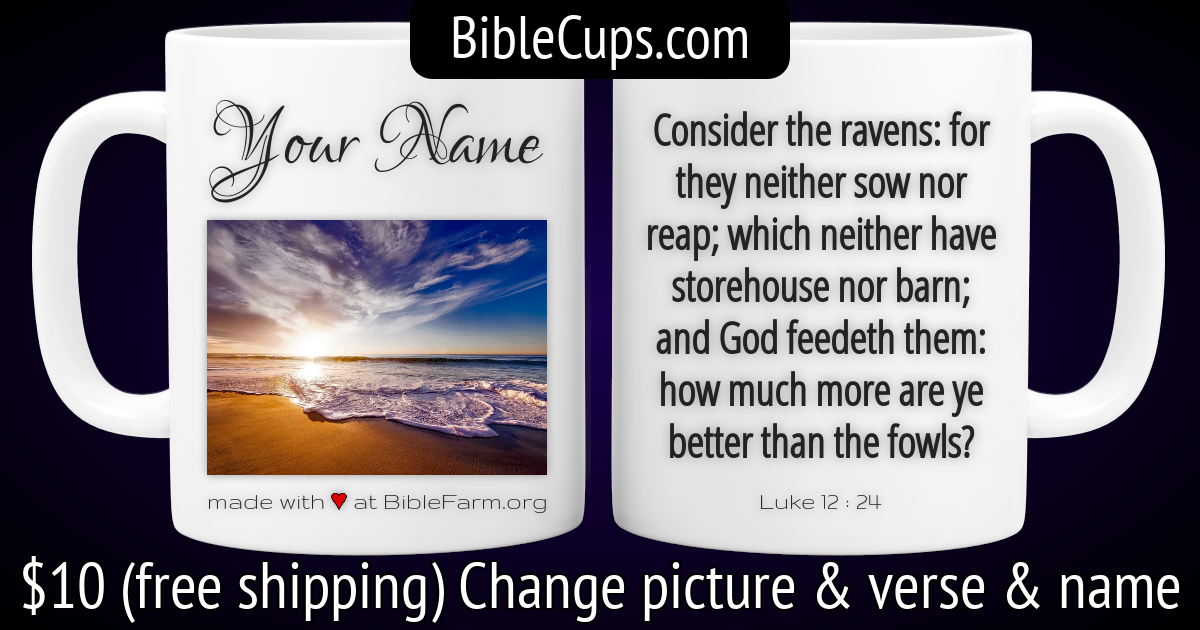 BibleCups.com
Your Name
made with ♥ at BibleFarm.org
Consider the ravens: for
they neither sow nor
reap; which neither have
storehouse nor barn;
and God feedeth them:
how much more are ye
better than the fowls?
Luke 12 : 24
$10 (free shipping) Change picture & verse & name